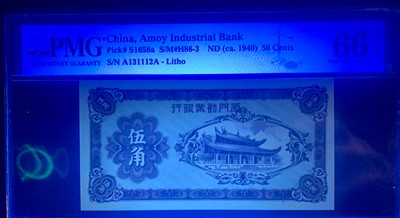 PMG
China, Amoy Industrial Bank
Pick# S1658a S/M#H86-3 ND (ca. 1940) 50 Cents
S/N A131112A - Litho
66
行銀業勸門廈
伍角